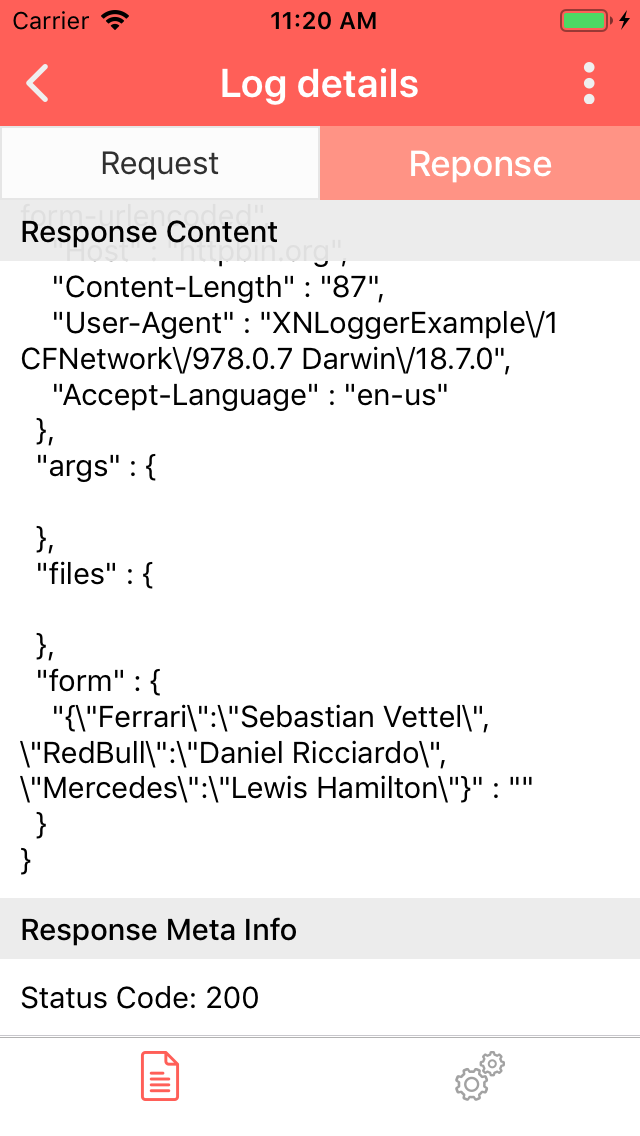 Carrier 11:20 AM
Log details
Request Reponse
form-urlencoded"
Response Content
"Host" : "httpbin.org",
"Content-Length" : "87",
"User-Agent" : "XNLoggerExample\/1
CFNetwork\/978.0.7 Darwin\/18.7.0",
"Accept-Language" : "en-us"
},
"args" : {
},
"files" : {
},
"form" : {
"{\"Ferrari\":\"Sebastian Vettel\",
\"RedBull\":\"Daniel Ricciardo\",
\"Mercedes\":\"Lewis Hamilton\"}" : ""
}
}
Response Meta Info
Status Code: 200